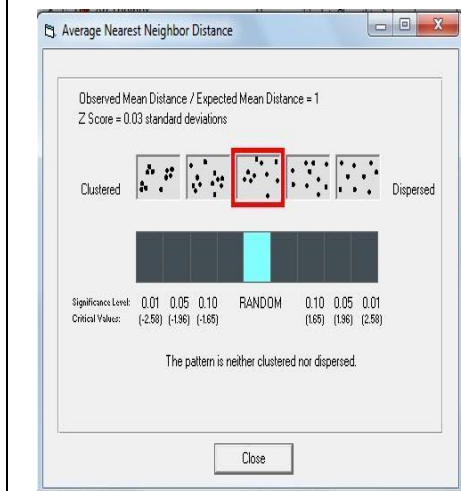 Average Nearest Neighbor Distance
Observed Mean Distance / Expected Mean Distance = 1
Z Score = 0.03 standard deviations
Clustered Dispersed
Significance Level: 0.01 0.05 0.10 RANDOM 0.10 0.05 0.01
Critical Values: (-2.58) (-1.96) (-1.65) (1.65) (1.96) (2.58)
The pattern is neither clustered nor dispersed.
Close